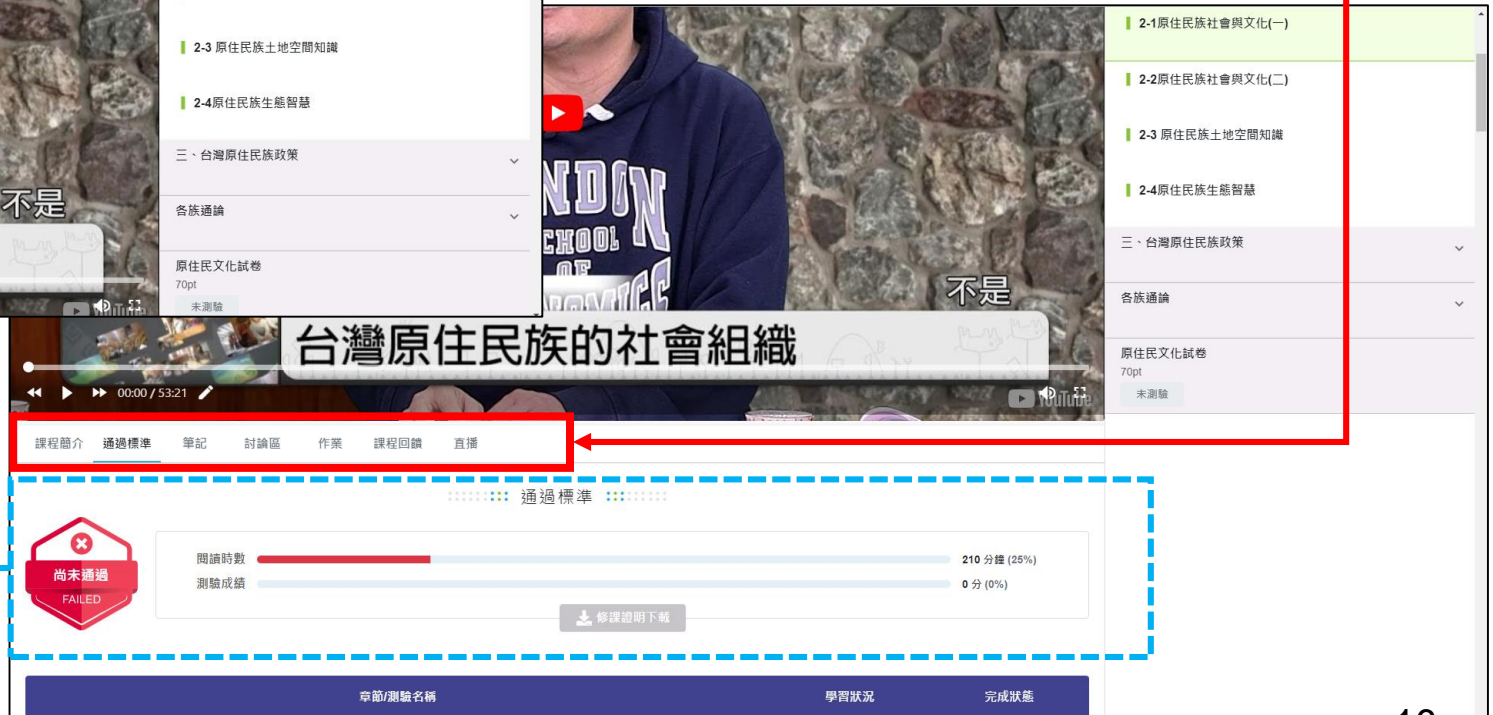 2-3 原住民族土地空間知識
2-4原住民族生態智慧
三、台灣原住民族政策
各族通論
原住民文化試卷
70pt
未測驗
不是
YouTube
2-1原住民族社會與文化(一)
2-2原住民族社會與文化(二)
2-3 原住民族土地空間知識
2-4原住民族生態智慧
三、台灣原住民族政策
各族通論
原住民文化試卷
70pt
未測驗
NDON
CHOOL
OF
NOMICS
不是
台灣原住民族的社會組織
00:00 / 53:21
YouTube
課程簡介 通過標準 筆記 討論區 作業 課程回饋 直播
通過標準
尚未通過
FAILED
閱讀時數 210 分鐘 (25%)
測驗成績 0 分 (0%)
修課證明下載
章節/測驗名稱 學習狀況 完成狀態